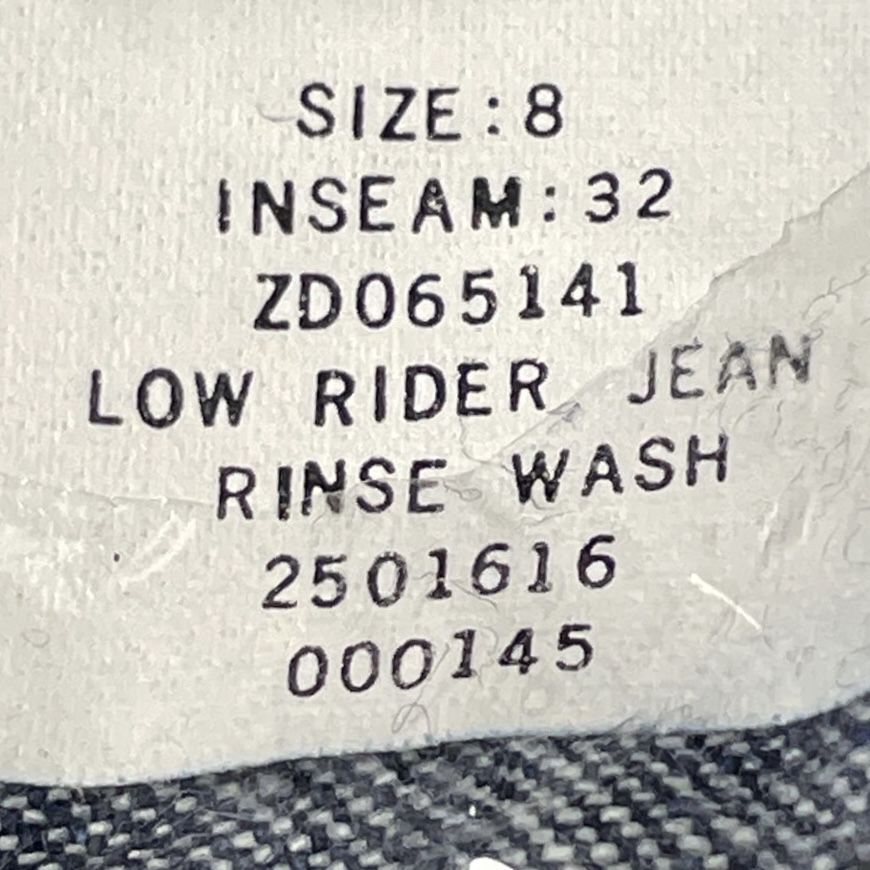 SIZE:8
INSEAM:32
ZD065141
LOW RIDER JEAN
RINSE WASH
2501616
000145